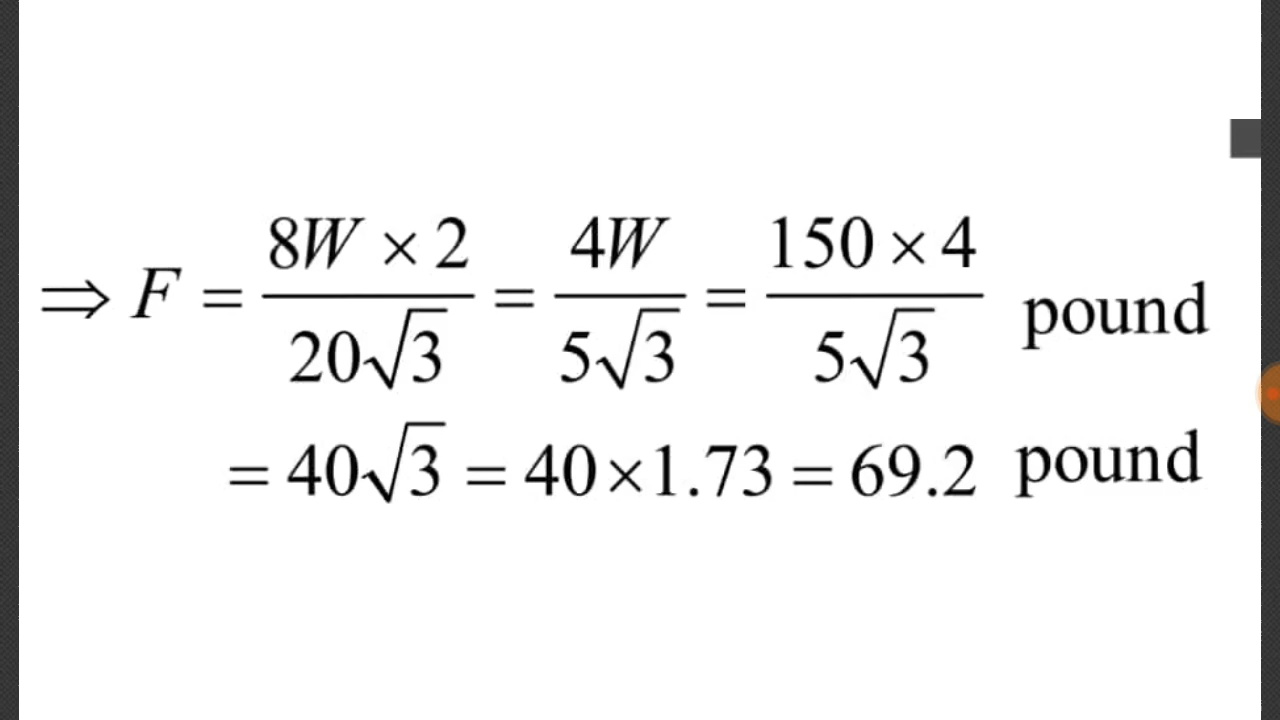 ⇒ F = 8W × 2 / 20√3 = 4W / 5√3 = 150 × 4 / 5√3 pound
= 40√3 = 40 × 1.73 = 69.2 pound